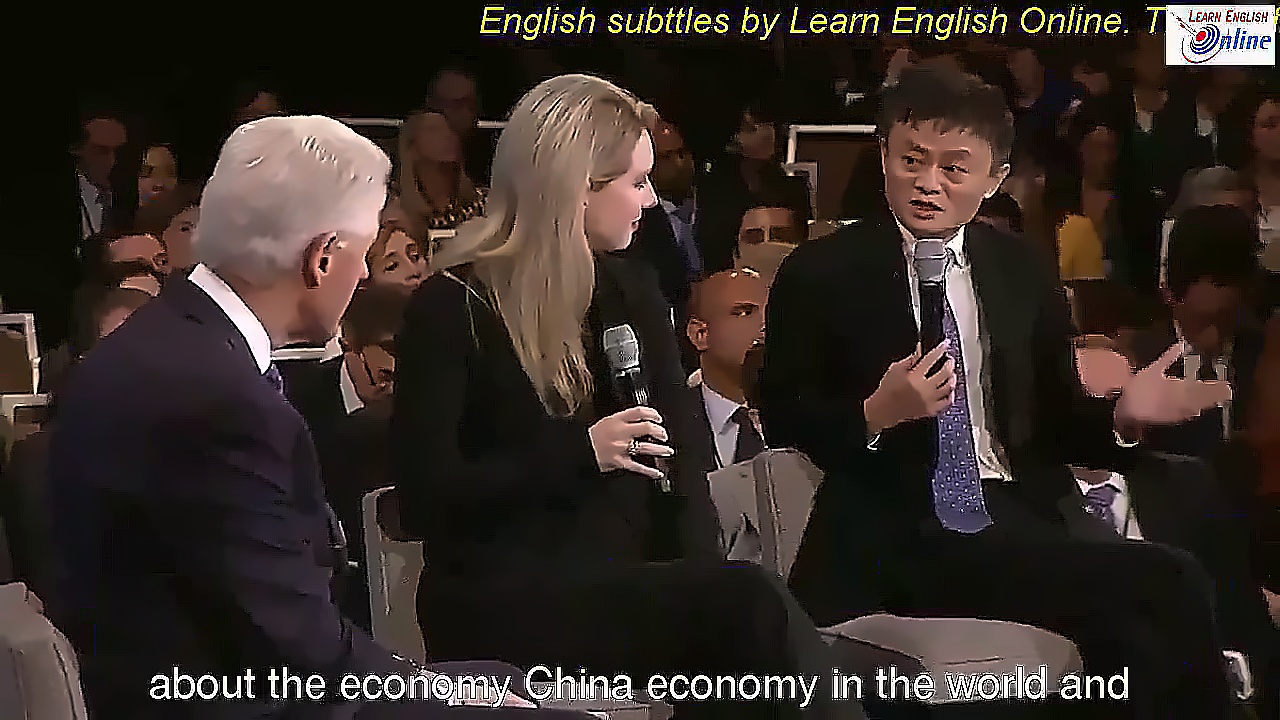 English subttles by Learn English Online. T
LEARN ENGLISH
Online
about the economy China economy in the world and